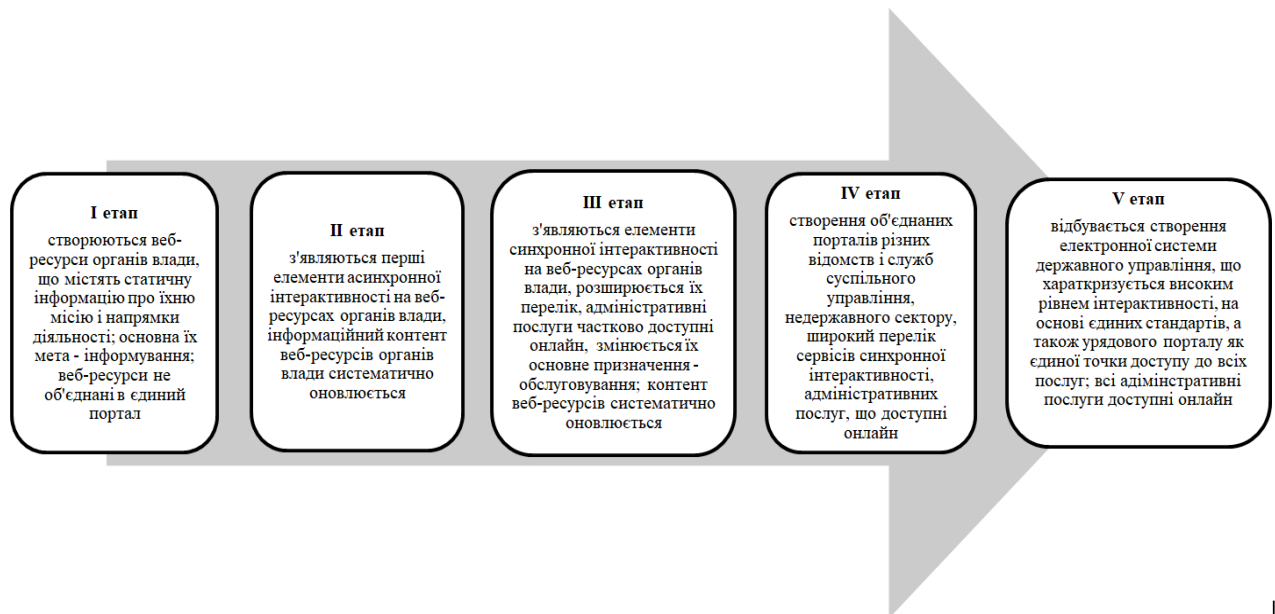 I етап
створюються веб-
ресурси органів влади,
що містять статичну
інформацію про їхню
місію і напрямки
діяльності; основна їх
мета - інформування;
веб-ресурси не
об'єднані в єдиний
портал
II етап
з'являються перші
елементи асинхронної
інтерактивності на веб-
ресурсах органів влади,
інформаційний контент
веб-ресурсів органів
влади систематично
оновлюється
III етап
з'являються елементи
синхронної інтерактивності
на веб-ресурсах органів
влади, розширюється їх
перелік, адміністративні
послуги частково доступні
онлайн, змінюється їх
основне призначення -
обслуговування; контент
веб-ресурсів систематично
оновлюється
IV етап
створення об'єднаних
порталів різних
відомств і служб
суспільного
управління,
недержавного сектору,
широкий перелік
сервісів синхронної
інтерактивності,
адміністративних
послуг, що доступні
онлайн
V етап
відбувається створення
електронної системи
державного управління, що
хараткризується високим
рівнем інтерактивності, на
основі єдиних стандартів, а
також урядового порталу як
єдиної точки доступу до всіх
послуг; всі адімінстративні
послуги доступні онлайн